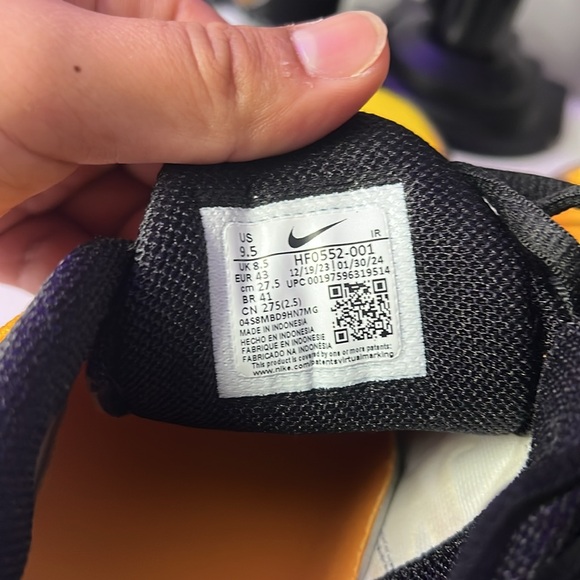 US IR
9.5 HF0552-001
UK 8.5 12/19/23 01/30/24
EUR 43 UPC 00197596319514
cm 27.5
BR 41
CN 275(2.5)
04S8MBD9HN7MG
MADE IN INDONESIA
HECHO EN INDONESIA
FABRIQUE EN INDONESIE
FABRICADO NA INDONESIA
This product is covered by one or more patents:
www.nike.com/patentsvirtualmarking